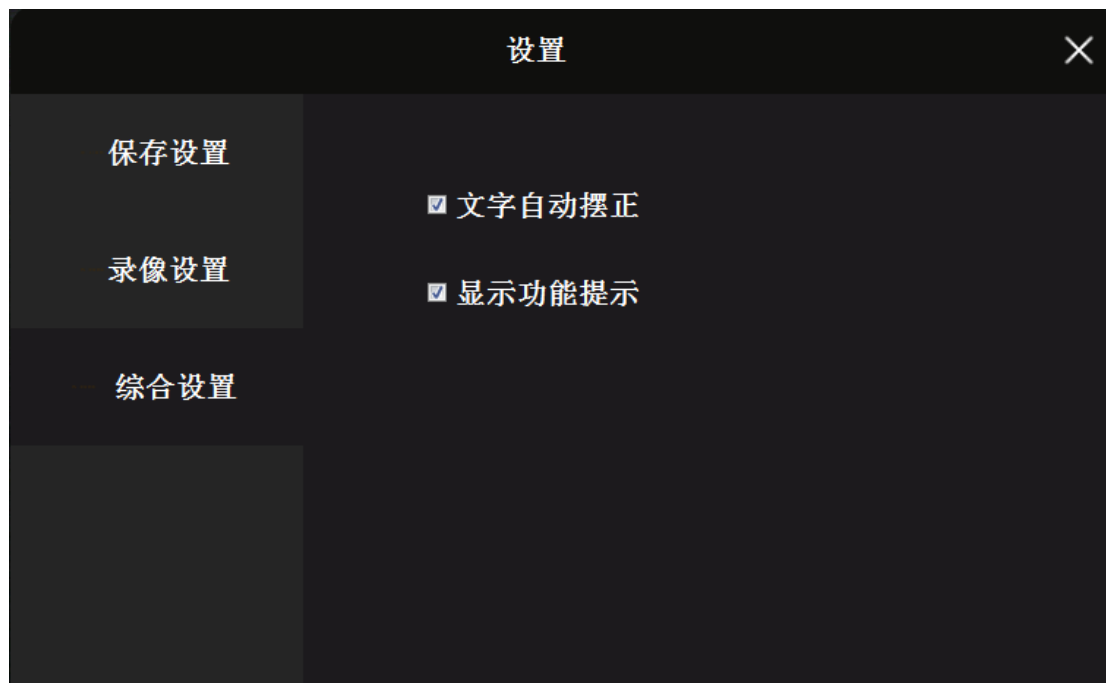 设置
保存设置
录像设置
综合设置
文字自动摆正
显示功能提示